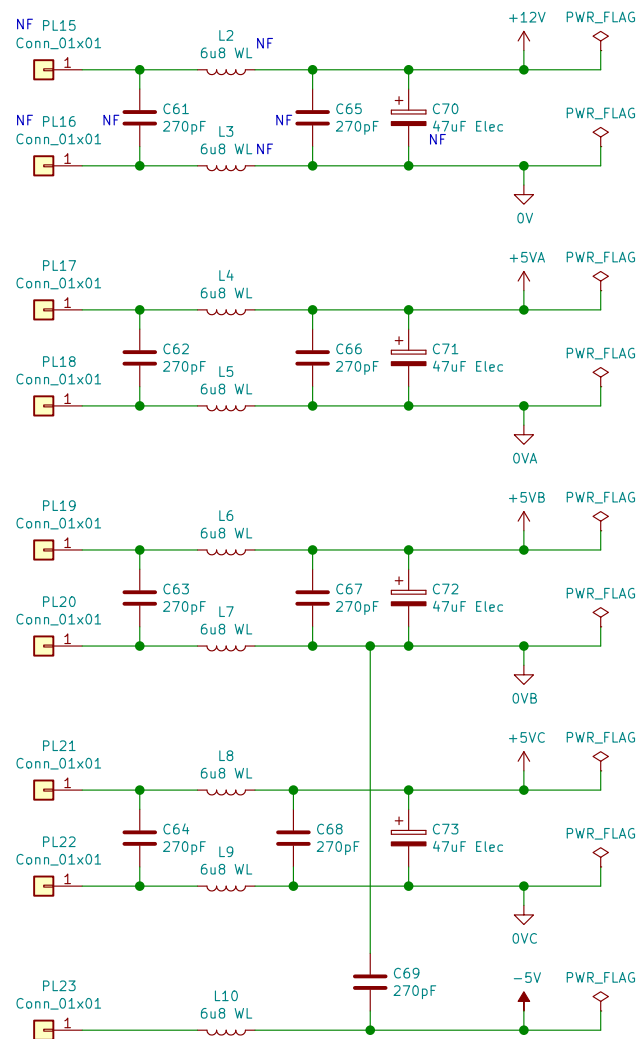 NF PL15
Conn_01x01
1
L2
6u8 WL NF
+12V
PWR_FLAG
NF PL16
Conn_01x01
1
NF
C61
270pF
L3
6u8 WL NF
NF
C65
270pF
+
C70
47uF Elec
NF
PWR_FLAG
0V
PL17
Conn_01x01
1
L4
6u8 WL
+5VA
PWR_FLAG
PL18
Conn_01x01
1
C62
270pF
L5
6u8 WL
C66
270pF
+
C71
47uF Elec
PWR_FLAG
0VA
PL19
Conn_01x01
1
L6
6u8 WL
+5VB
PWR_FLAG
PL20
Conn_01x01
1
C63
270pF
L7
6u8 WL
C67
270pF
+
C72
47uF Elec
PWR_FLAG
0VB
PL21
Conn_01x01
1
L8
6u8 WL
+5VC
PWR_FLAG
PL22
Conn_01x01
1
C64
270pF
L9
6u8 WL
C68
270pF
+
C73
47uF Elec
PWR_FLAG
0VC
PL23
Conn_01x01
1
L10
6u8 WL
C69
270pF
-5V
PWR_FLAG